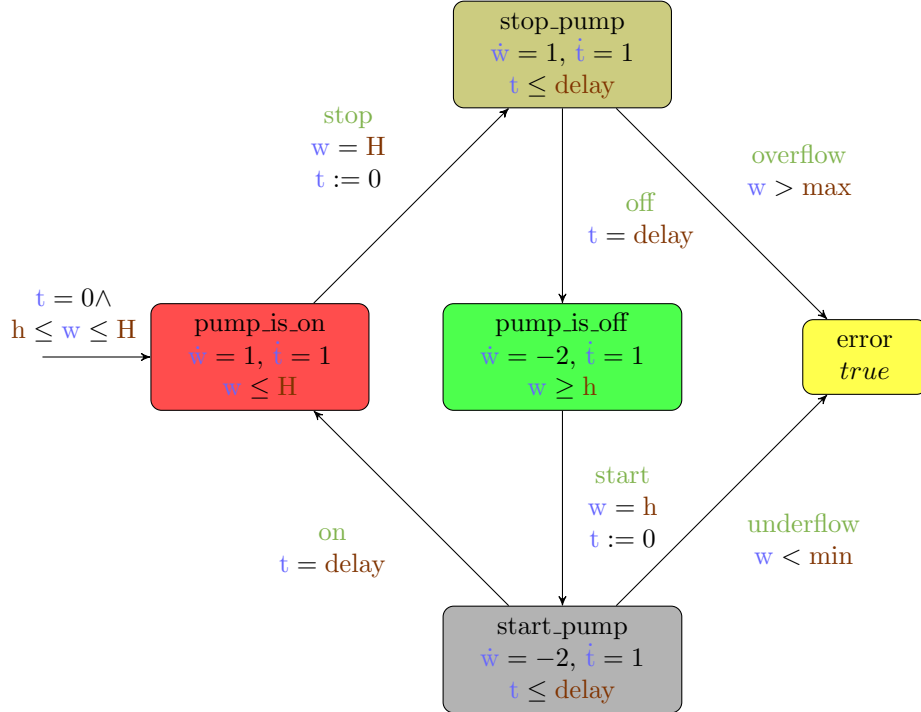 stop_pump
ẇ = 1, ṫ = 1
t ≤ delay
stop
w = H
t := 0
overflow
w > max
off
t = delay
t = 0∧
h ≤ w ≤ H
pump_is_on
ẇ = 1, ṫ = 1
w ≤ H
pump_is_off
ẇ = −2, ṫ = 1
w ≥ h
error
true
on
t = delay
start
w = h
t := 0
underflow
w < min
start_pump
ẇ = −2, ṫ = 1
t ≤ delay